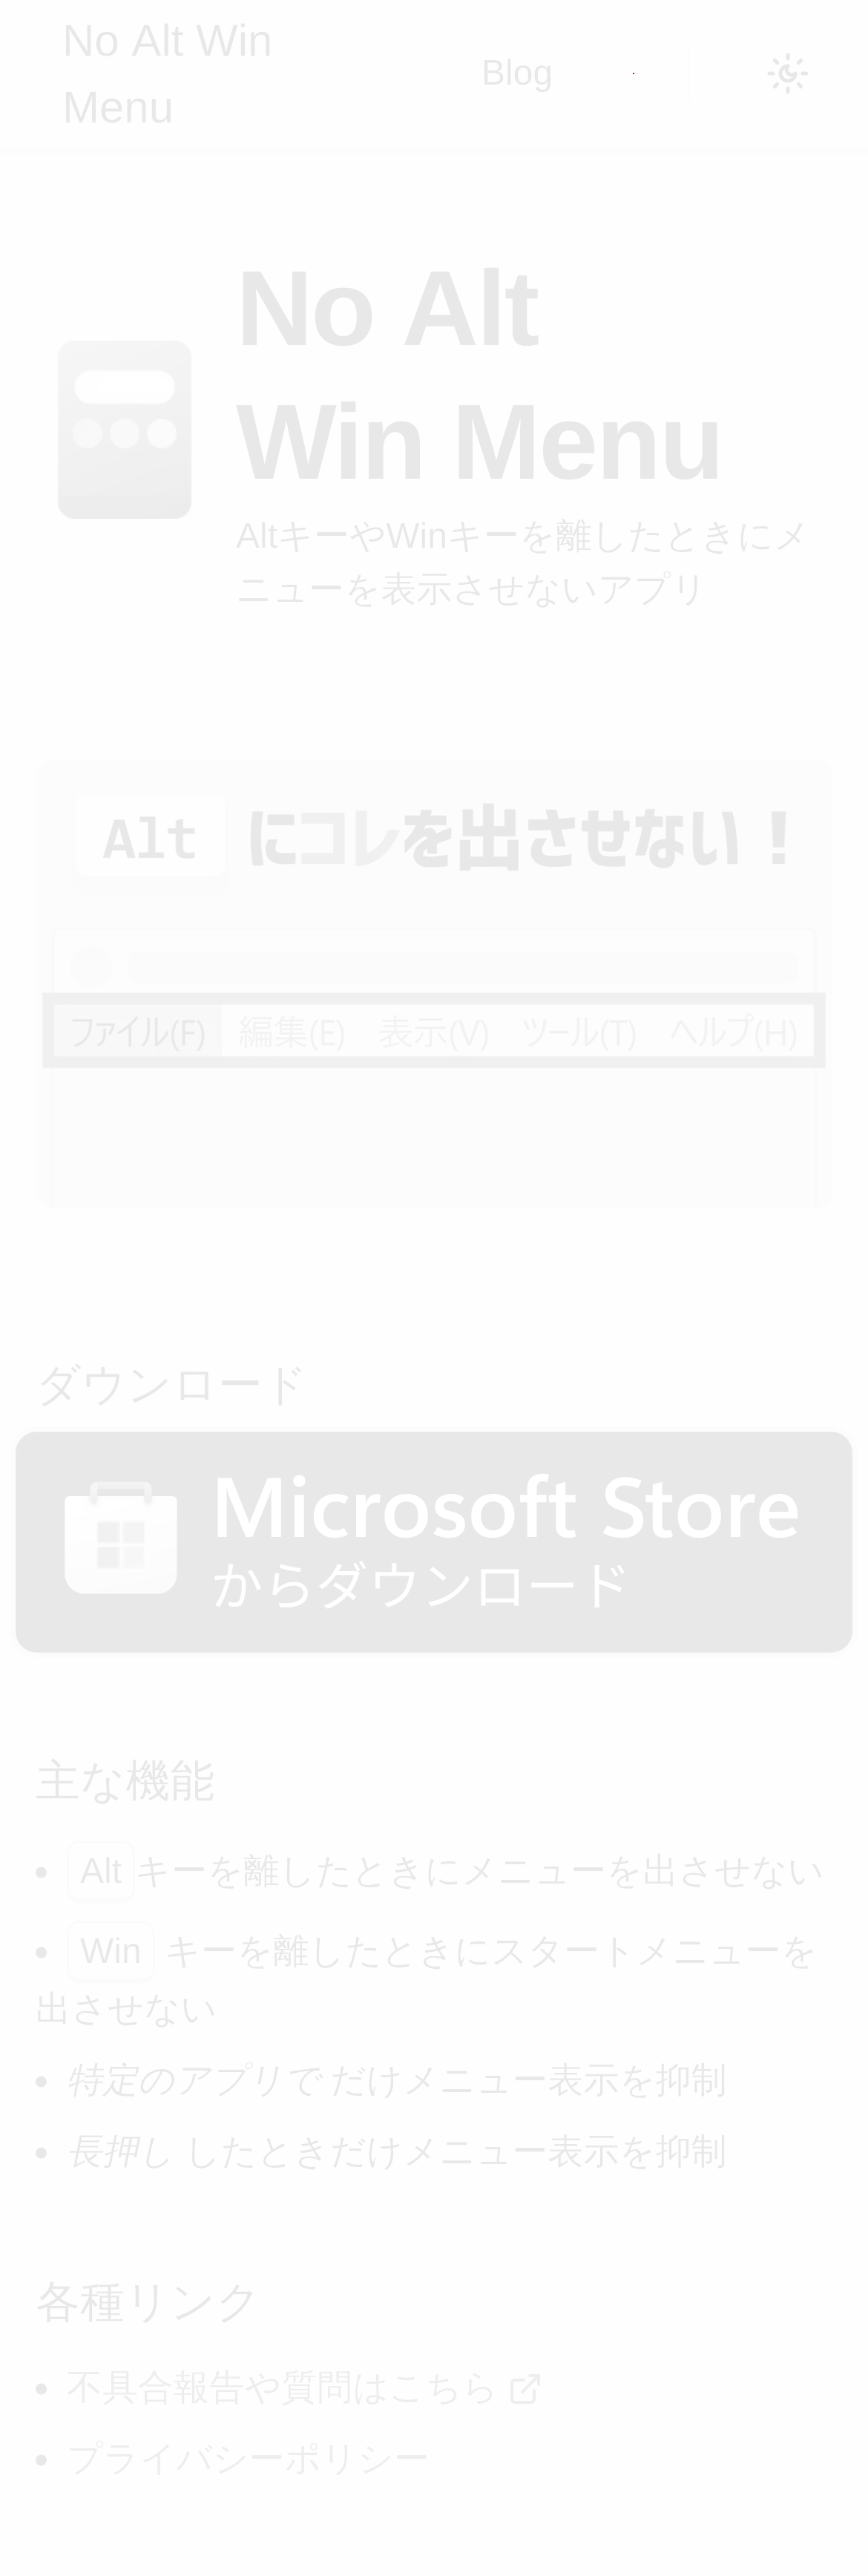 No Alt Win
Menu
Blog
No Alt
Win Menu
AltキーやWinキーを離したときにメ
ニューを表示させないアプリ
Alt にコレを出させない！
ファイル(F) 編集(E) 表示(V) ツール(T) ヘルプ(H)
ダウンロード
Microsoft Store
からダウンロード
主な機能
• Alt キーを離したときにメニューを出させない
• Win キーを離したときにスタートメニューを
出させない
• 特定のアプリで だけメニュー表示を抑制
• 長押し したときだけメニュー表示を抑制
各種リンク
• 不具合報告や質問はこちら
• プライバシーポリシー